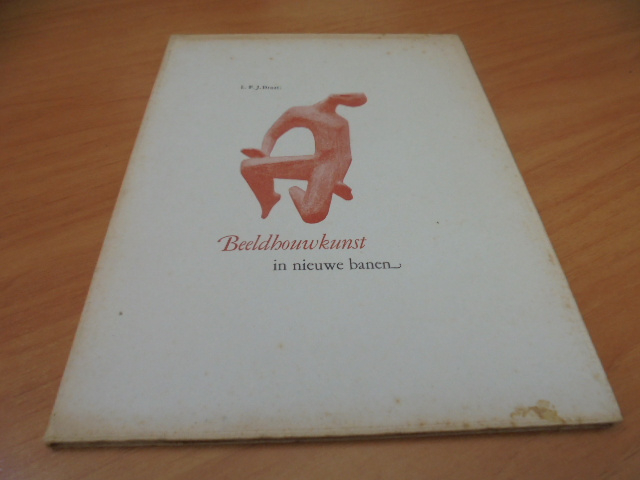 L. P. J. Braat:
Beeldhouwkunst
in nieuwe banen